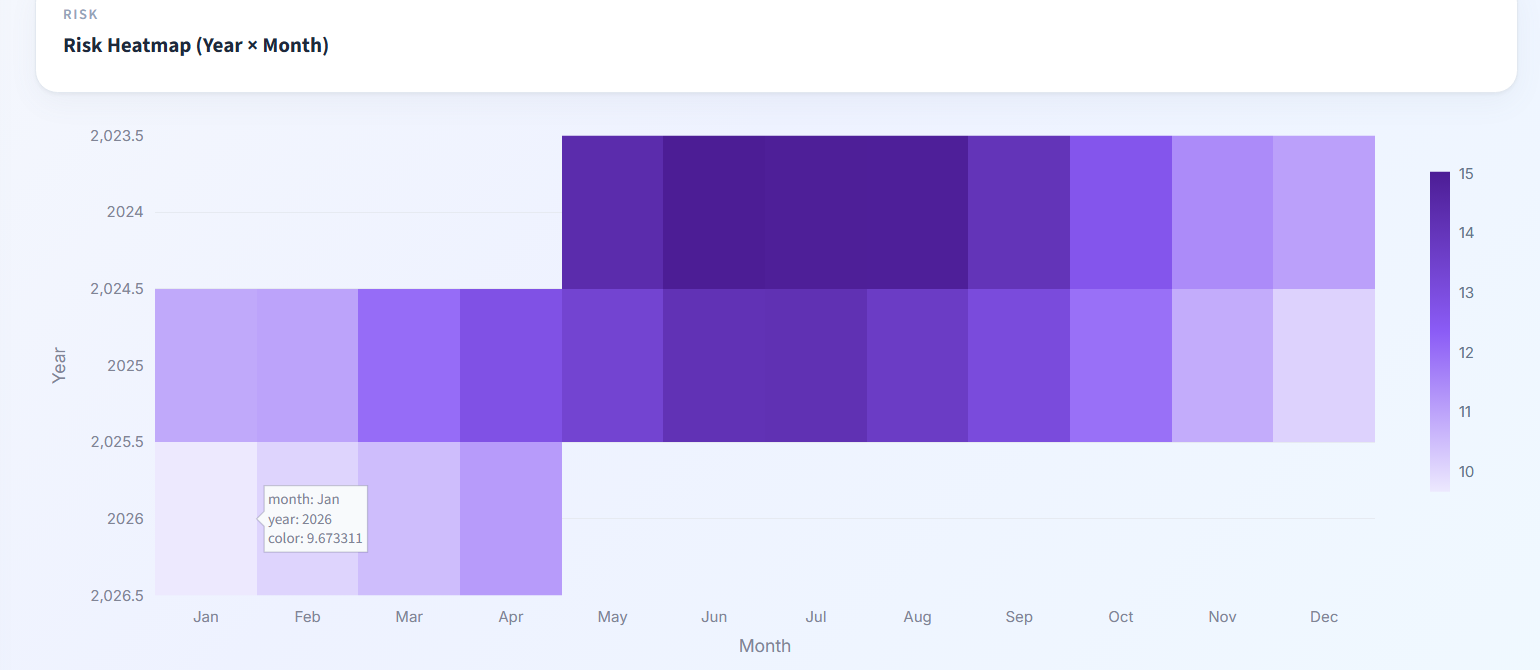 RISK
Risk Heatmap (Year × Month)
2,023.5
2024
2,024.5
2025
2,025.5
2026
2,026.5
Year
month: Jan
year: 2026
color: 9.673311
15
14
13
12
11
10
Jan Feb Mar Apr May Jun Jul Aug Sep Oct Nov Dec
Month